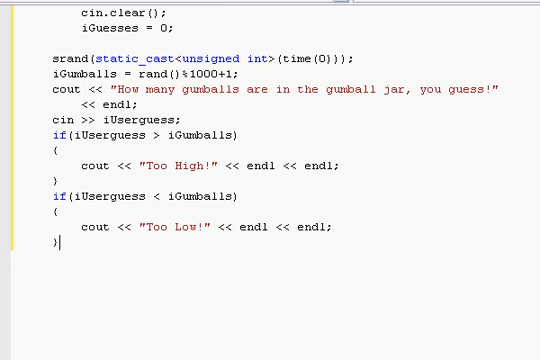 cin.clear();
iGuesses = 0;
srand(static_cast<unsigned int>(time(0)));
iGumballs = rand()%1000+1;
cout << "How many gumballs are in the gumball jar, you guess!"
<< endl;
cin >> iUserguess;
if(iUserguess > iGumballs)
{
cout << "Too High!" << endl << endl;
}
if(iUserguess < iGumballs)
{
cout << "Too Low!" << endl << endl;
}